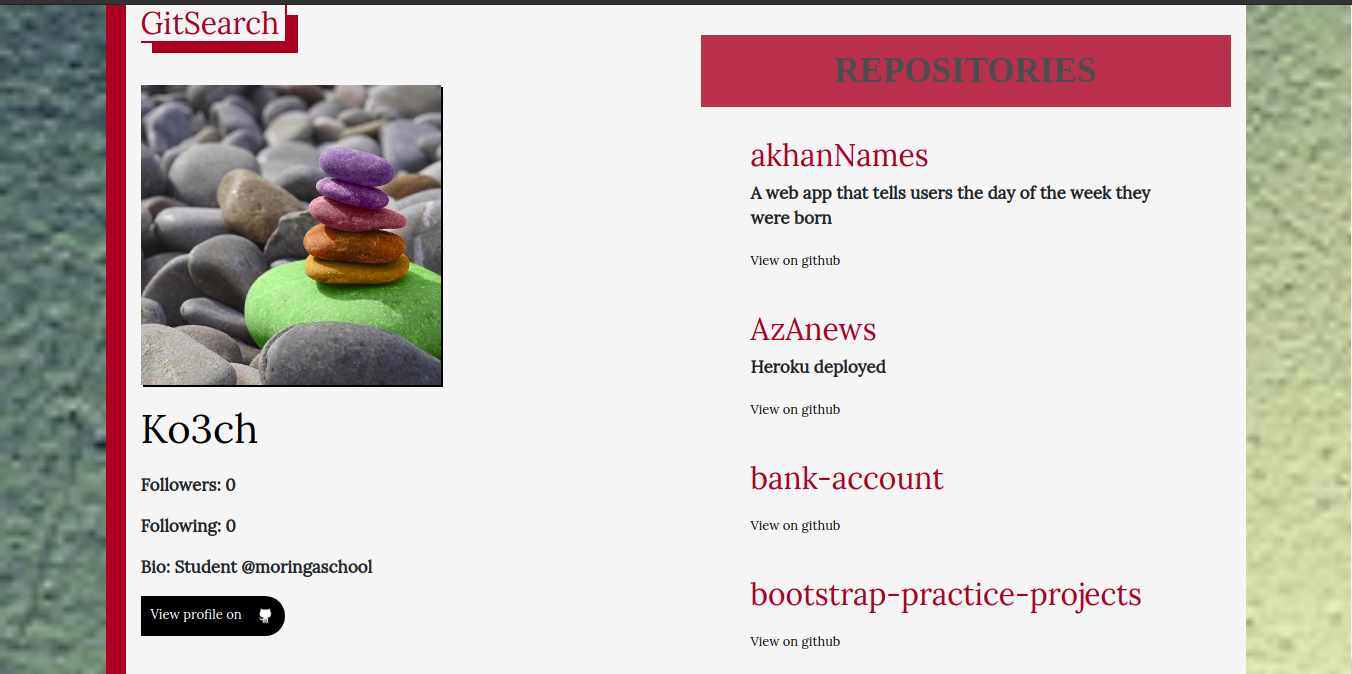 GitSearch
Ko3ch
Followers: 0
Following: 0
Bio: Student @moringaschool
View profile on
REPOSITORIES
akhanNames
A web app that tells users the day of the week they
were born
View on github
AzAnews
Heroku deployed
View on github
bank-account
View on github
bootstrap-practice-projects
View on github